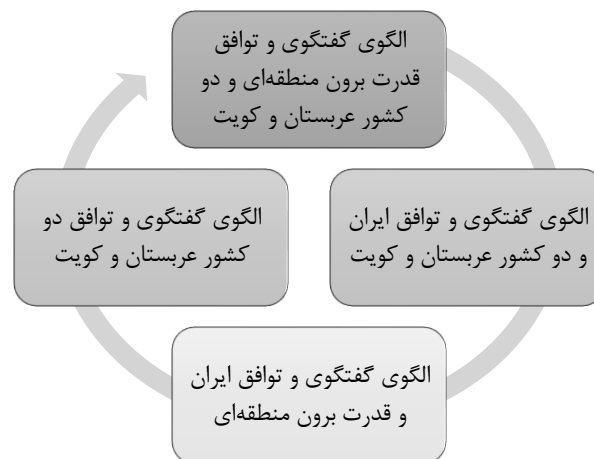 الگوی گفتگوی و توافق
قدرت برون منطقه‌ای و دو
کشور عربستان و کویت
الگوی گفتگوی و توافق ایران
و دو کشور عربستان و کویت
الگوی گفتگوی و توافق ایران
و قدرت برون منطقه‌ای
الگوی گفتگوی و توافق دو
کشور عربستان و کویت